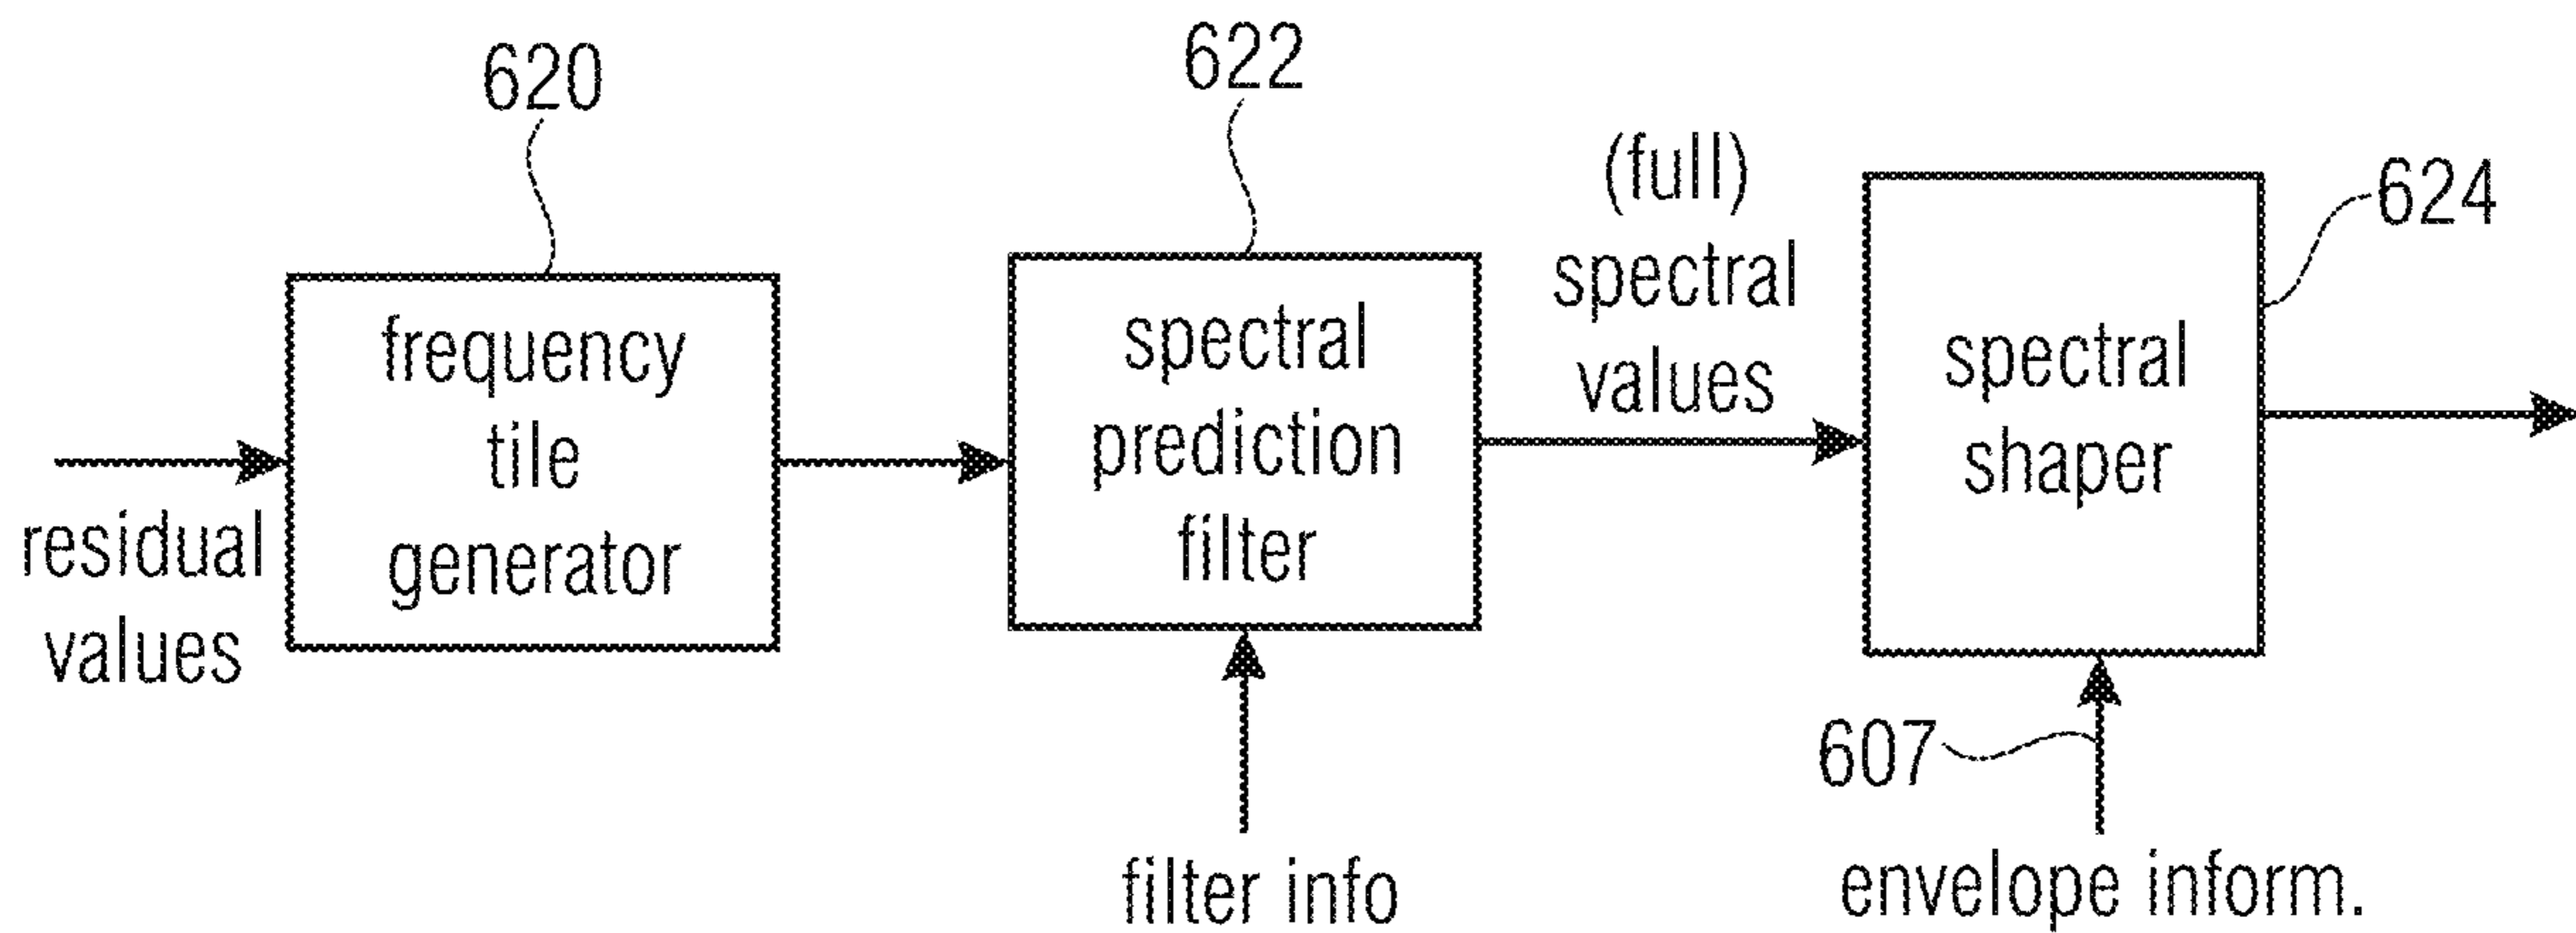 620
622
(full)
spectral
values
624
frequency
tile
generator
spectral
prediction
filter
spectral
shaper
residual
values
607
filter info
envelope inform.